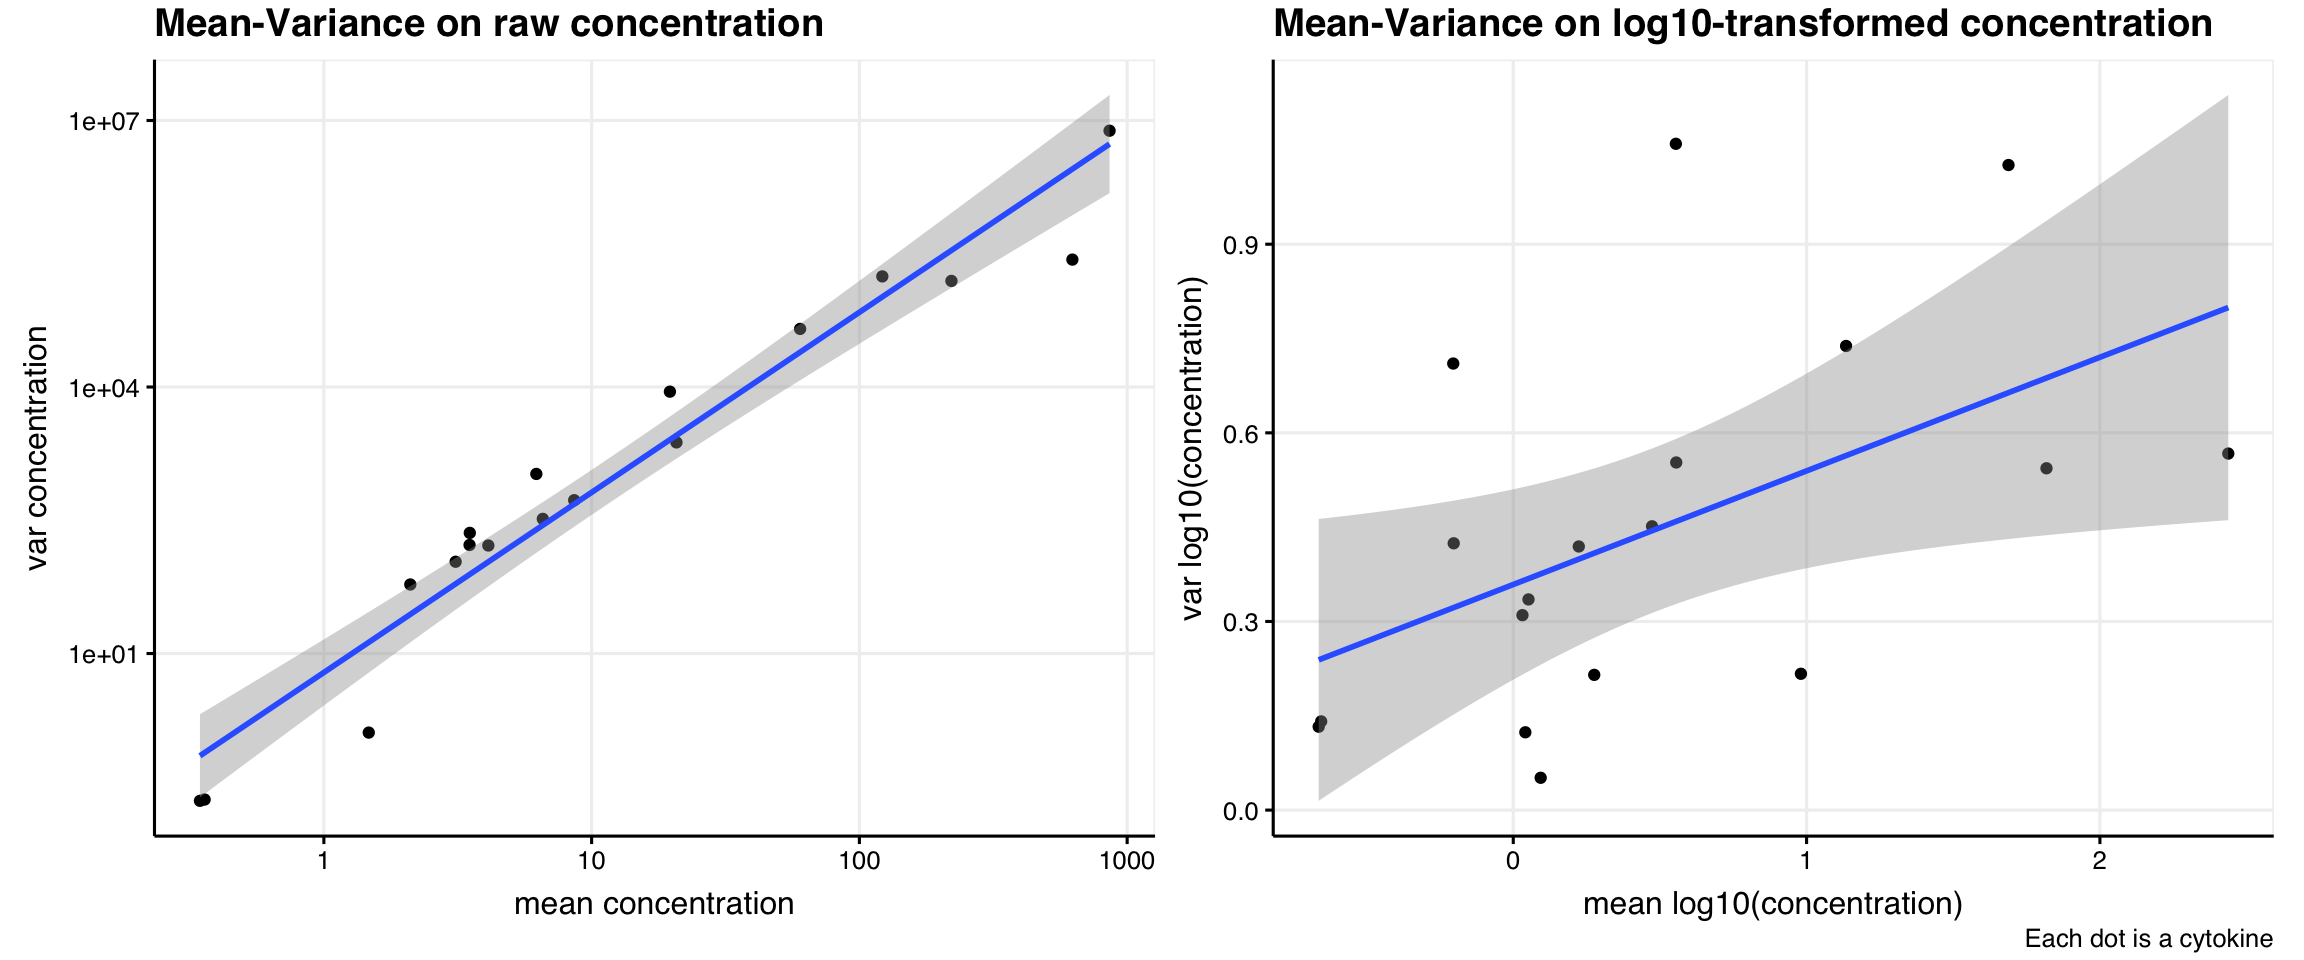 Mean-Variance on raw concentration
1e+07
1e+04
1e+01
var concentration
1
10
100
1000
mean concentration
Mean-Variance on log10-transformed concentration
0.9
0.6
0.3
0.0
var log10(concentration)
0
1
2
mean log10(concentration)
Each dot is a cytokine